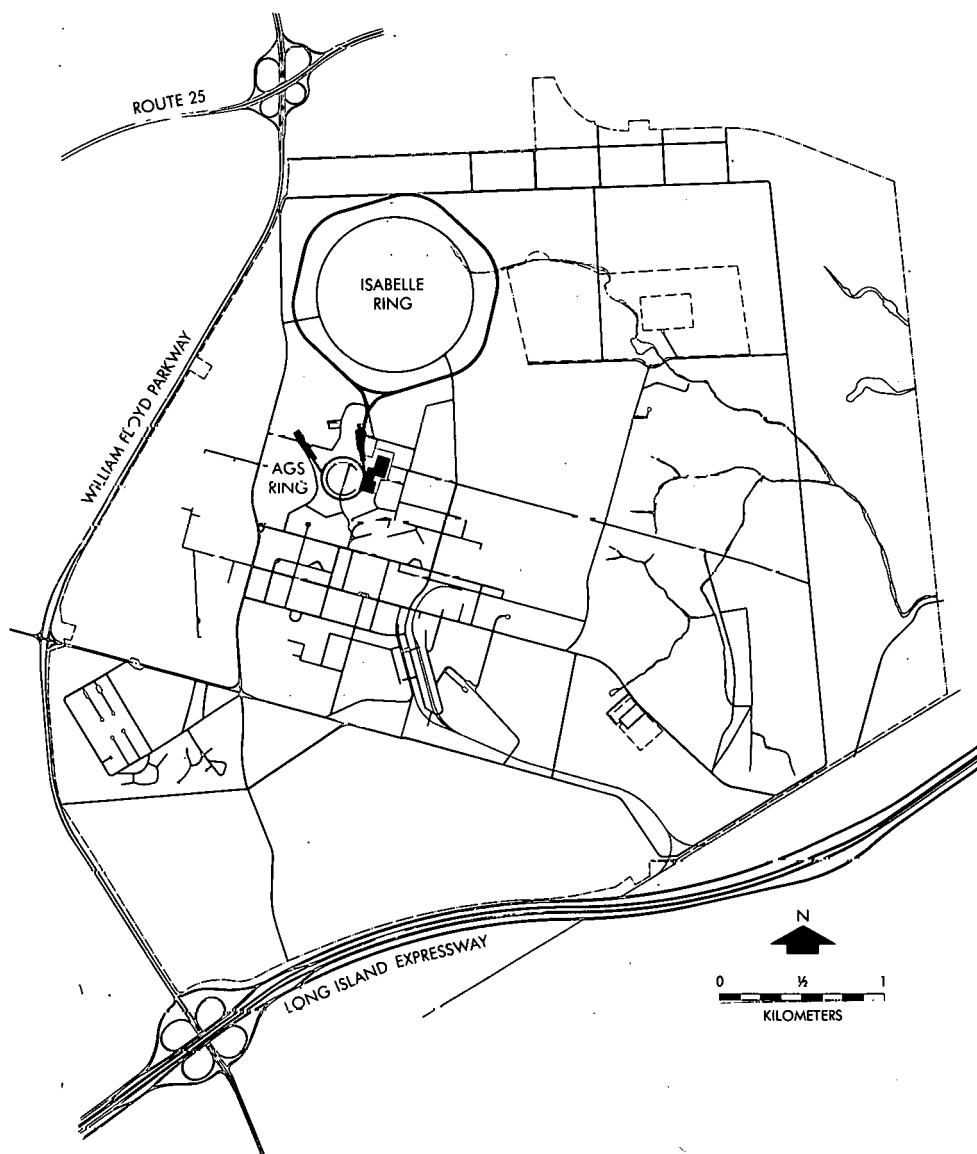 ROUTE 25
ISABELLE
RING
WILLIAM FLOYD PARKWAY
AGS
RING
N
LONG ISLAND EXPRESSWAY
0 ½ 1
KILOMETERS